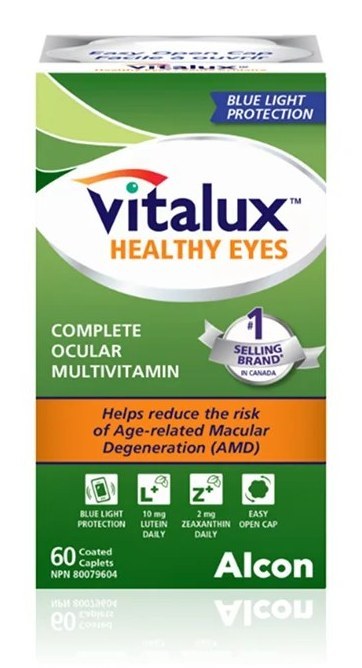 Easy Open Cap
Facile à ouvrir
vitalux™
BLUE LIGHT
PROTECTION
vitalux™
HEALTHY EYES
COMPLETE
OCULAR
MULTIVITAMIN
#1
SELLING
BRAND*
IN CANADA
Helps reduce the risk
of Age-related Macular
Degeneration (AMD)
L+
Z+
BLUE LIGHT
PROTECTION
10 mg
LUTEIN
DAILY
2 mg
ZEAXANTHIN
DAILY
EASY
OPEN CAP
60 Coated
Caplets
NPN 80079604
Alcon